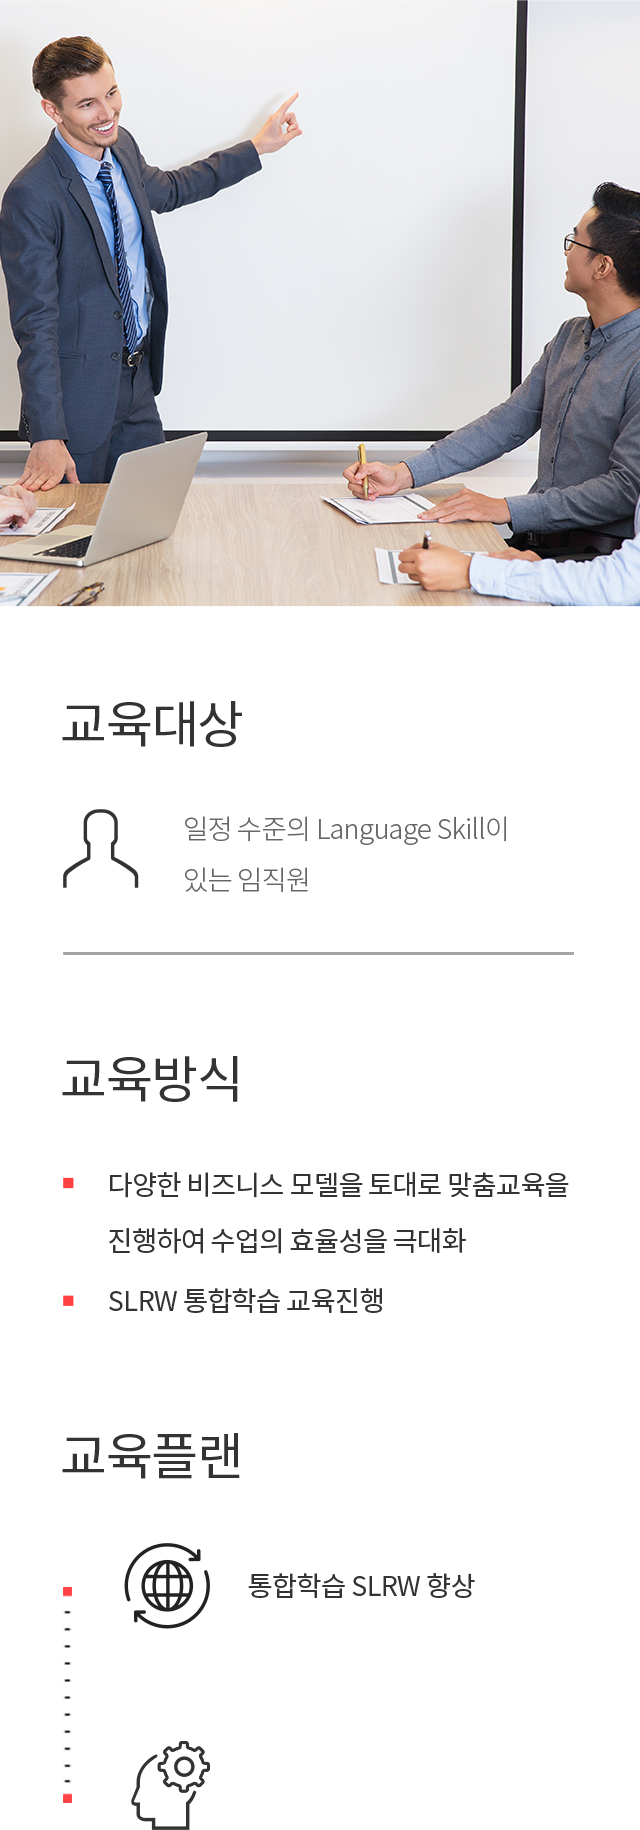 교육대상
일정 수준의 Language Skill이
있는 임직원
교육방식
다양한 비즈니스 모델을 토대로 맞춤교육을
진행하여 수업의 효율성을 극대화
SLRW 통합학습 교육진행
교육플랜
통합학습 SLRW 향상